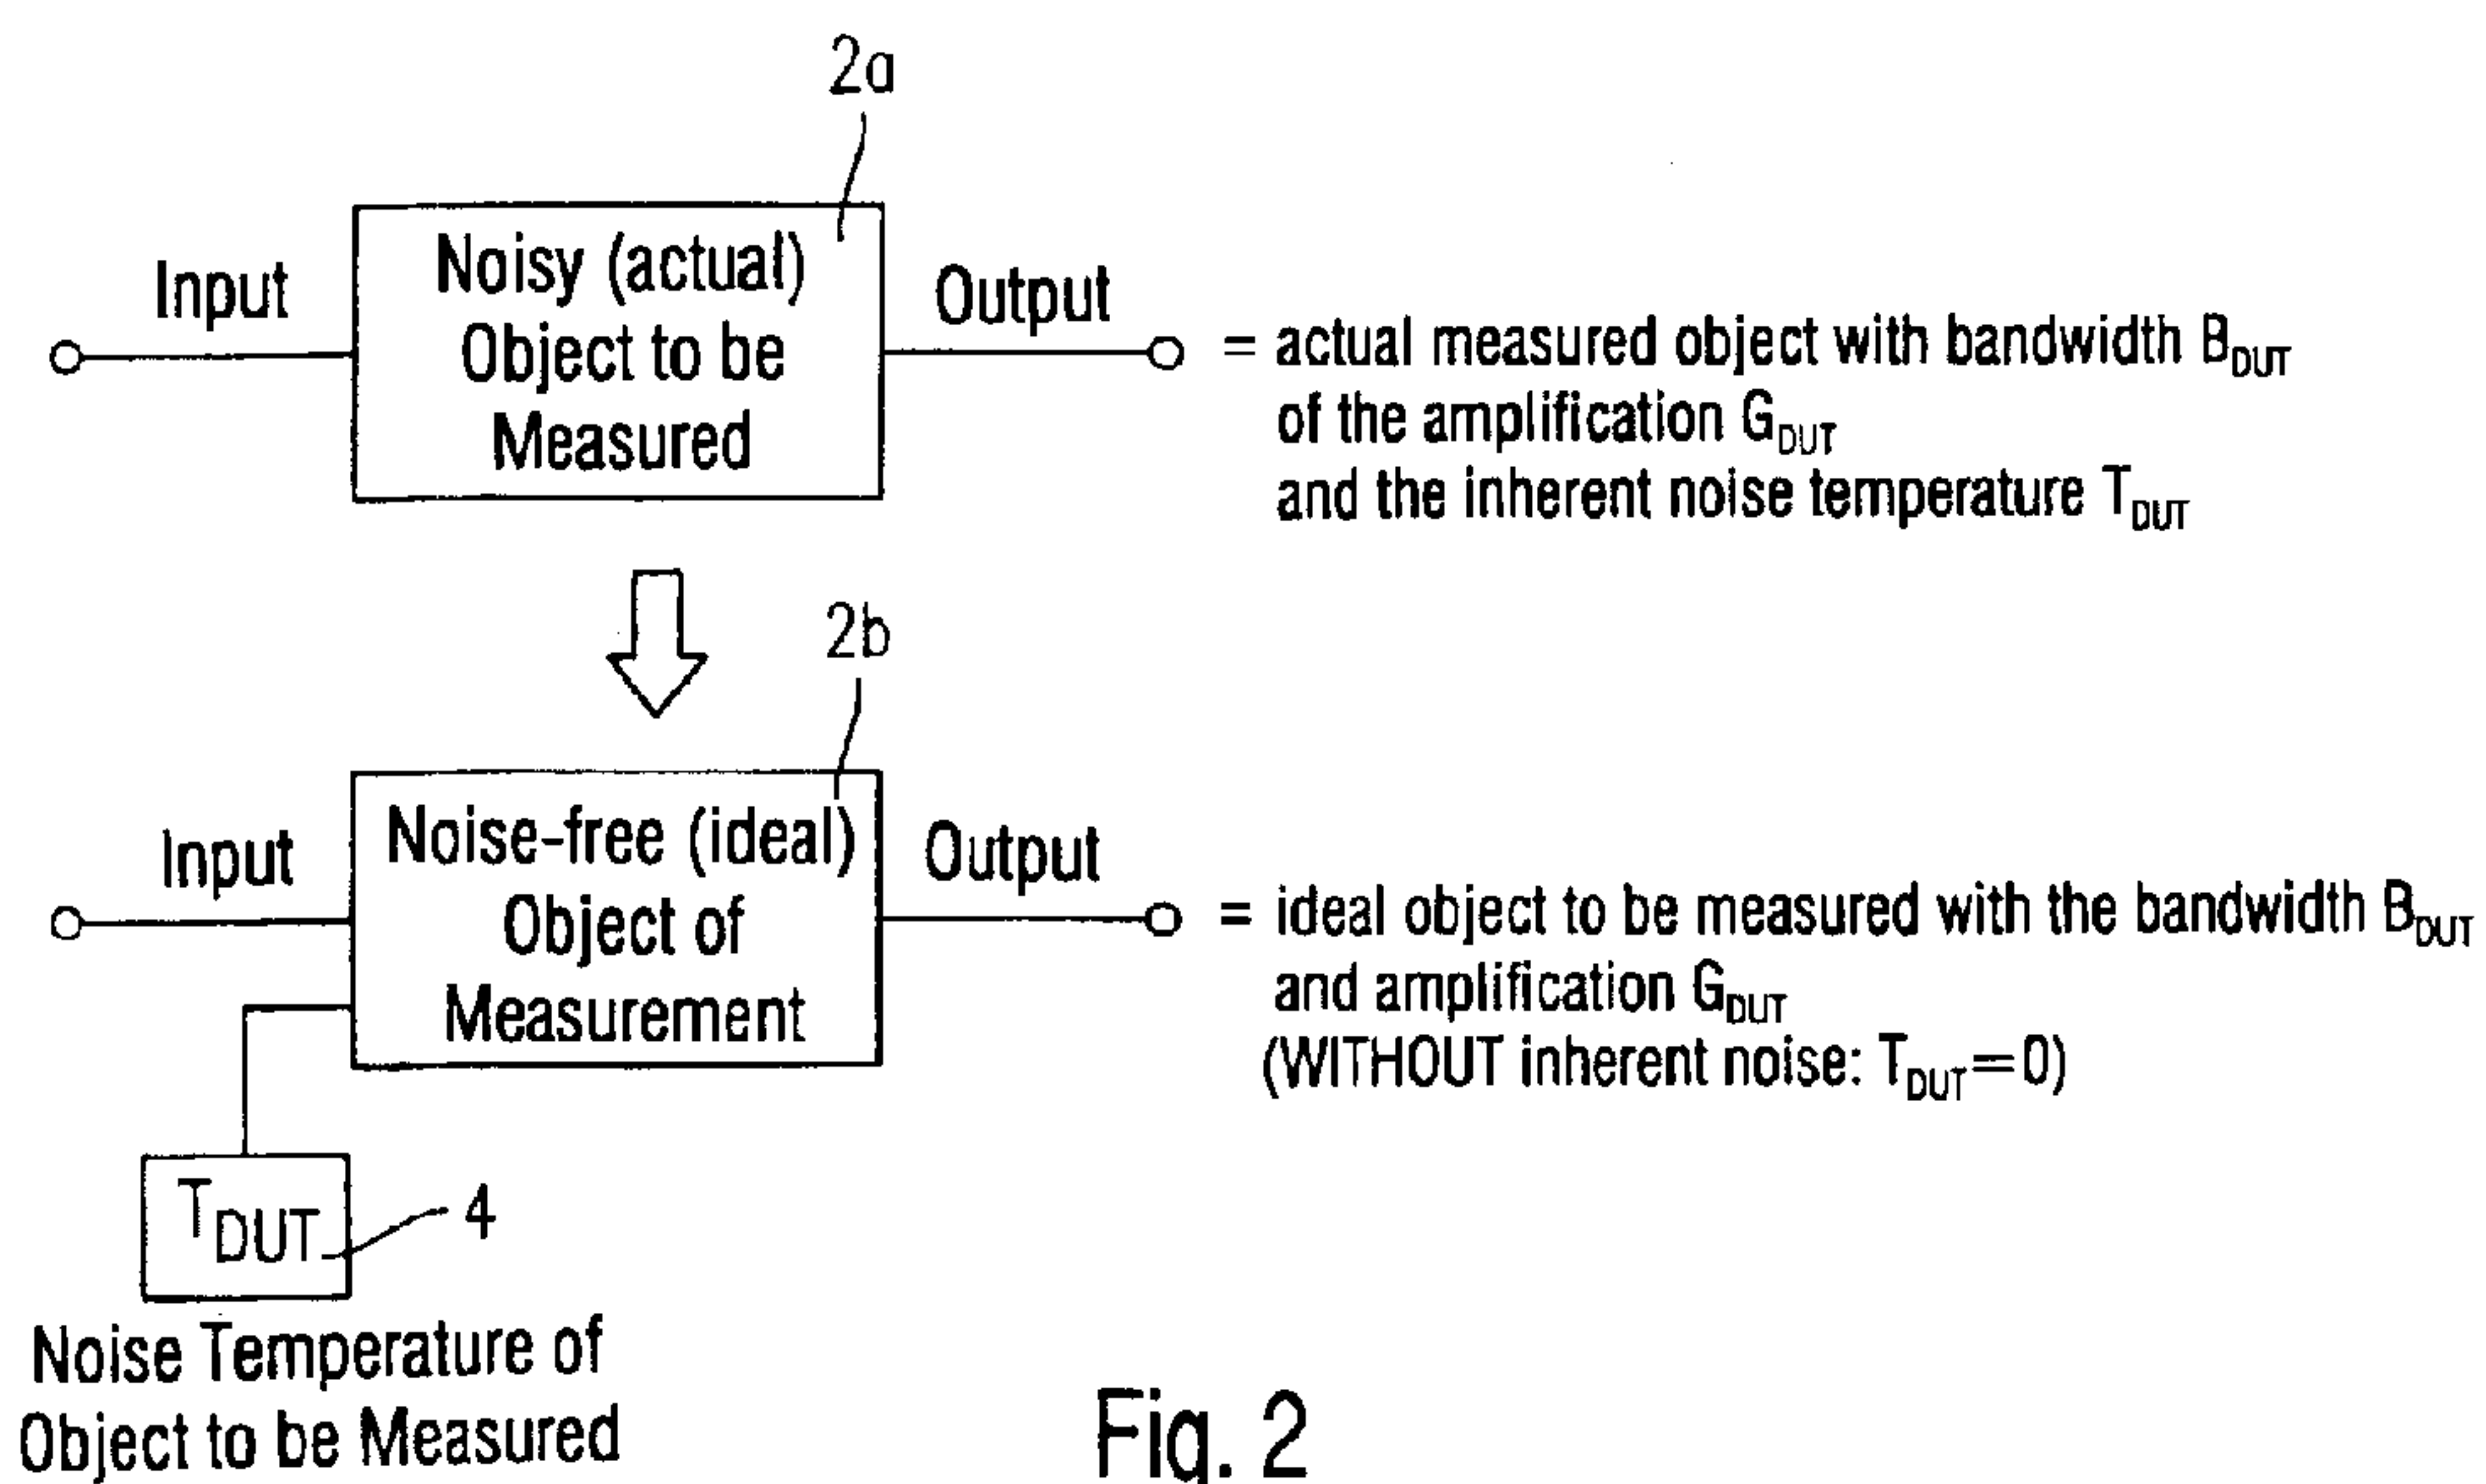 2a
Input
Noisy (actual)
Object to be
Measured
Output
= actual measured object with bandwidth B_DUT
of the amplification G_DUT
and the inherent noise temperature T_DUT
2b
Input
Noise-free (ideal)
Object of
Measurement
Output
= ideal object to be measured with the bandwidth B_DUT
and amplification G_DUT
(WITHOUT inherent noise: T_DUT=0)
T_DUT
4
Noise Temperature of
Object to be Measured
Fig. 2